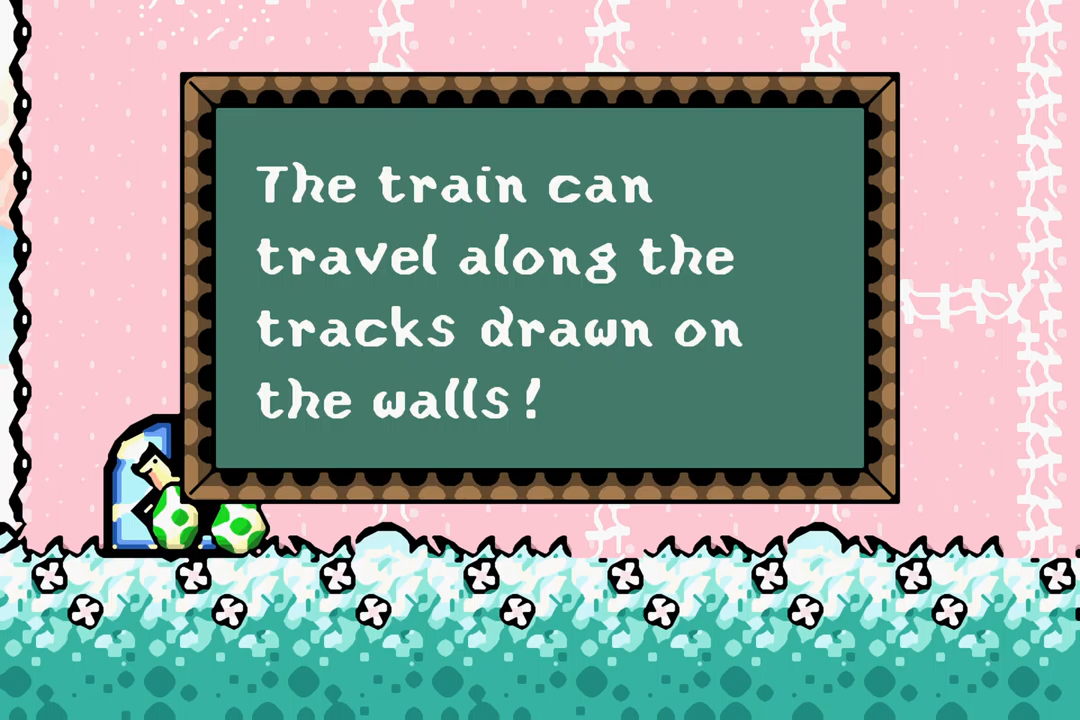 The train can
travel along the
tracks drawn on
the walls!